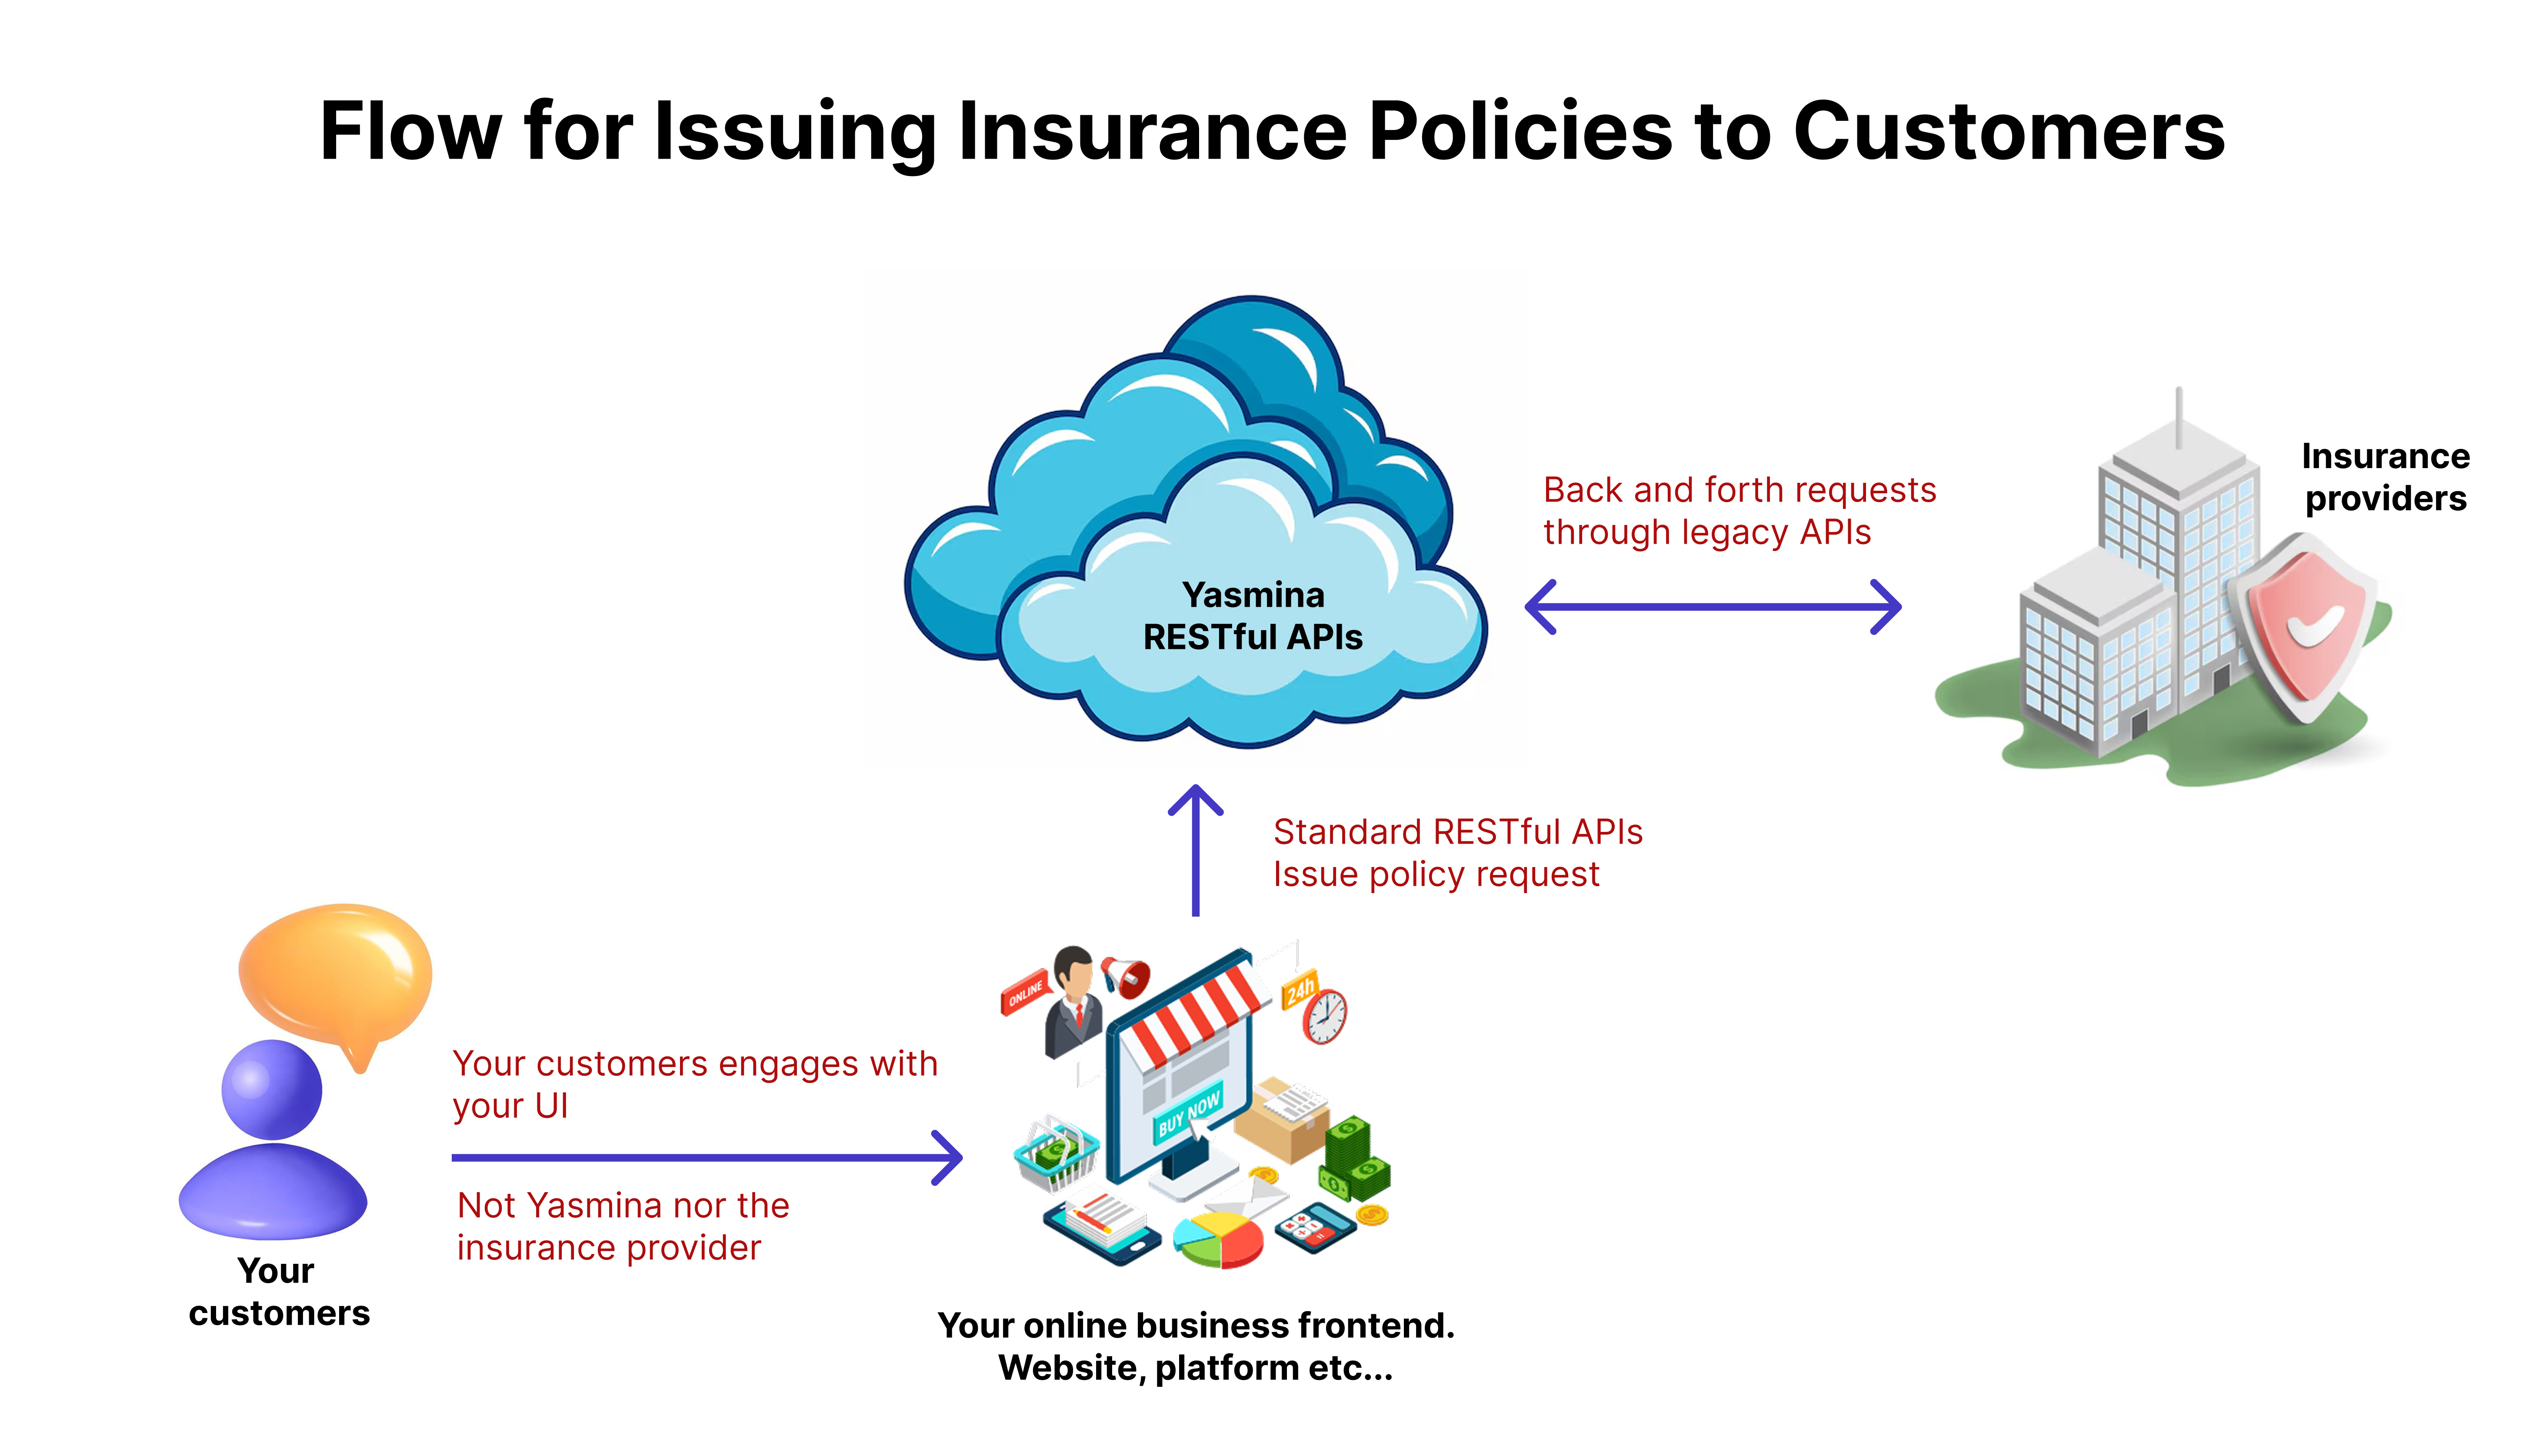 Flow for Issuing Insurance Policies to Customers
Yasmina
RESTful APIs
Back and forth requests
through legacy APIs
Insurance
providers
Standard RESTful APIs
Issue policy request
ONLINE
24h
BUY NOW
Your customers engages with
your UI
Not Yasmina nor the
insurance provider
Your
customers
Your online business frontend.
Website, platform etc...